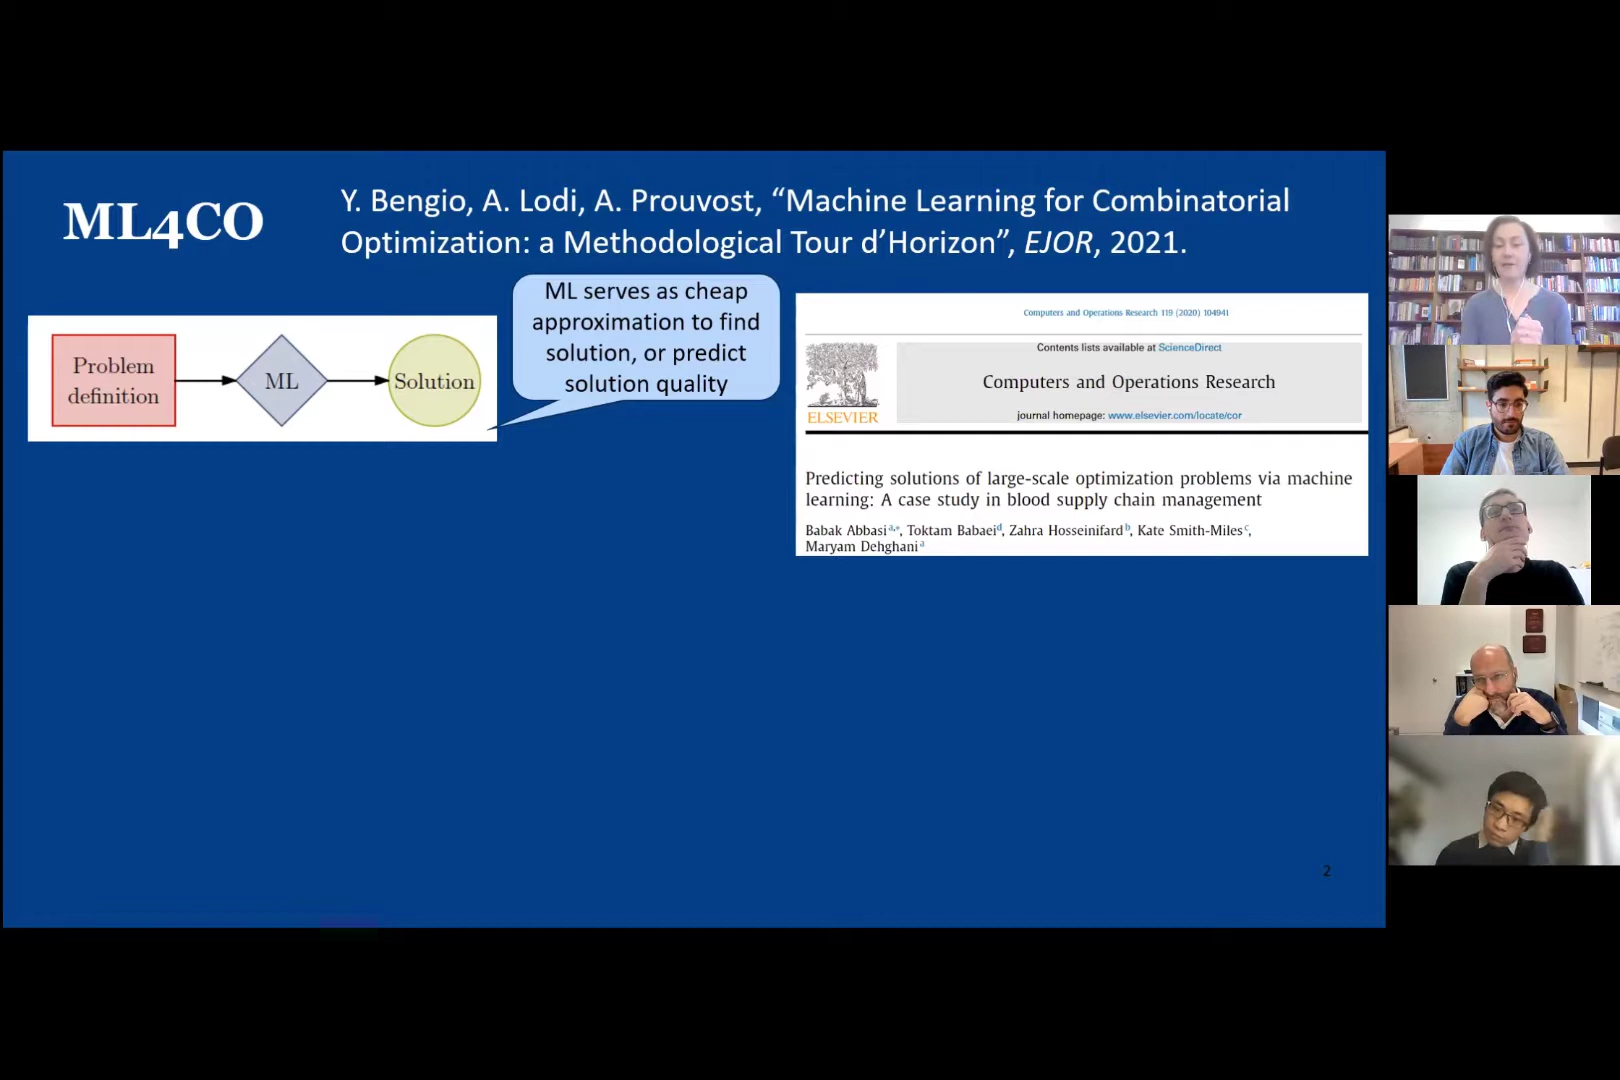 ML4CO
Y. Bengio, A. Lodi, A. Prouvost, “Machine Learning for Combinatorial
Optimization: a Methodological Tour d’Horizon”, EJOR, 2021.
Problem
definition
ML
Solution
ML serves as cheap
approximation to find
solution, or predict
solution quality
Computers and Operations Research 119 (2020) 104941
Contents lists available at ScienceDirect
Computers and Operations Research
journal homepage: www.elsevier.com/locate/cor
ELSEVIER
Predicting solutions of large-scale optimization problems via machine
learning: A case study in blood supply chain management
Babak Abbasi a,*, Toktam Babaei d, Zahra Hosseinifard b, Kate Smith-Miles c,
Maryam Dehghani a
2